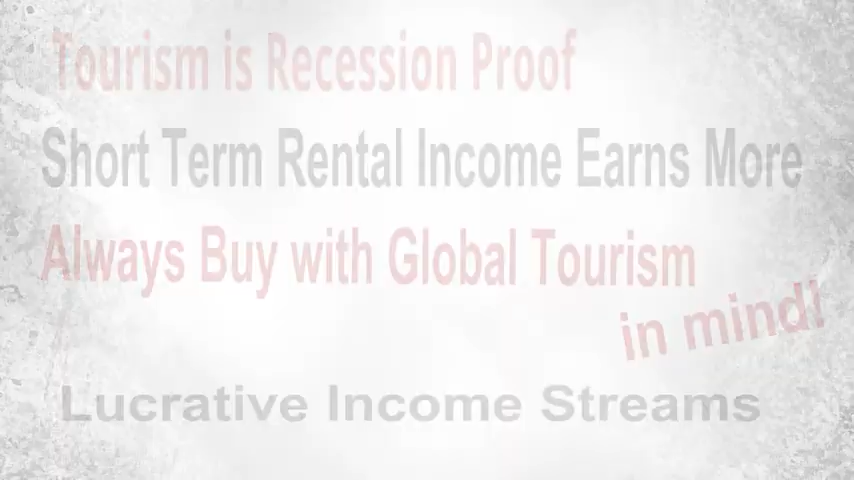 Tourism is Recession Proof
Short Term Rental Income Earns More
Always Buy with Global Tourism
in mind!
Lucrative Income Streams